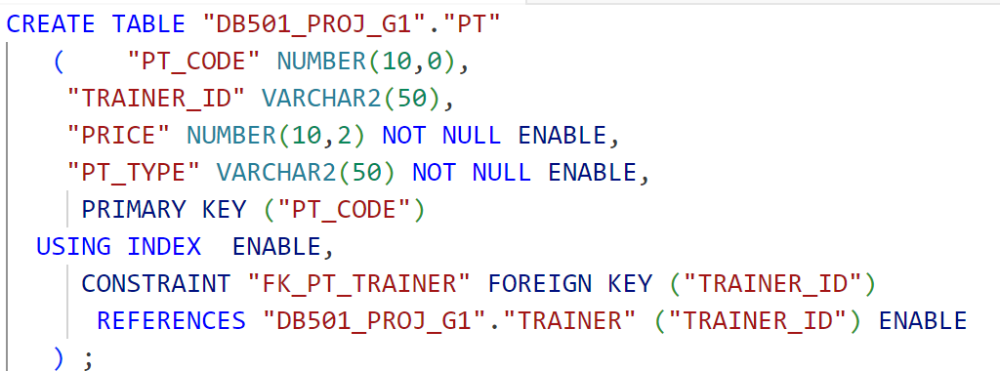 CREATE TABLE "DB501_PROJ_G1"."PT"
( "PT_CODE" NUMBER(10,0),
"TRAINER_ID" VARCHAR2(50),
"PRICE" NUMBER(10,2) NOT NULL ENABLE,
"PT_TYPE" VARCHAR2(50) NOT NULL ENABLE,
PRIMARY KEY ("PT_CODE")
USING INDEX  ENABLE,
CONSTRAINT "FK_PT_TRAINER" FOREIGN KEY ("TRAINER_ID")
REFERENCES "DB501_PROJ_G1"."TRAINER" ("TRAINER_ID") ENABLE
) ;